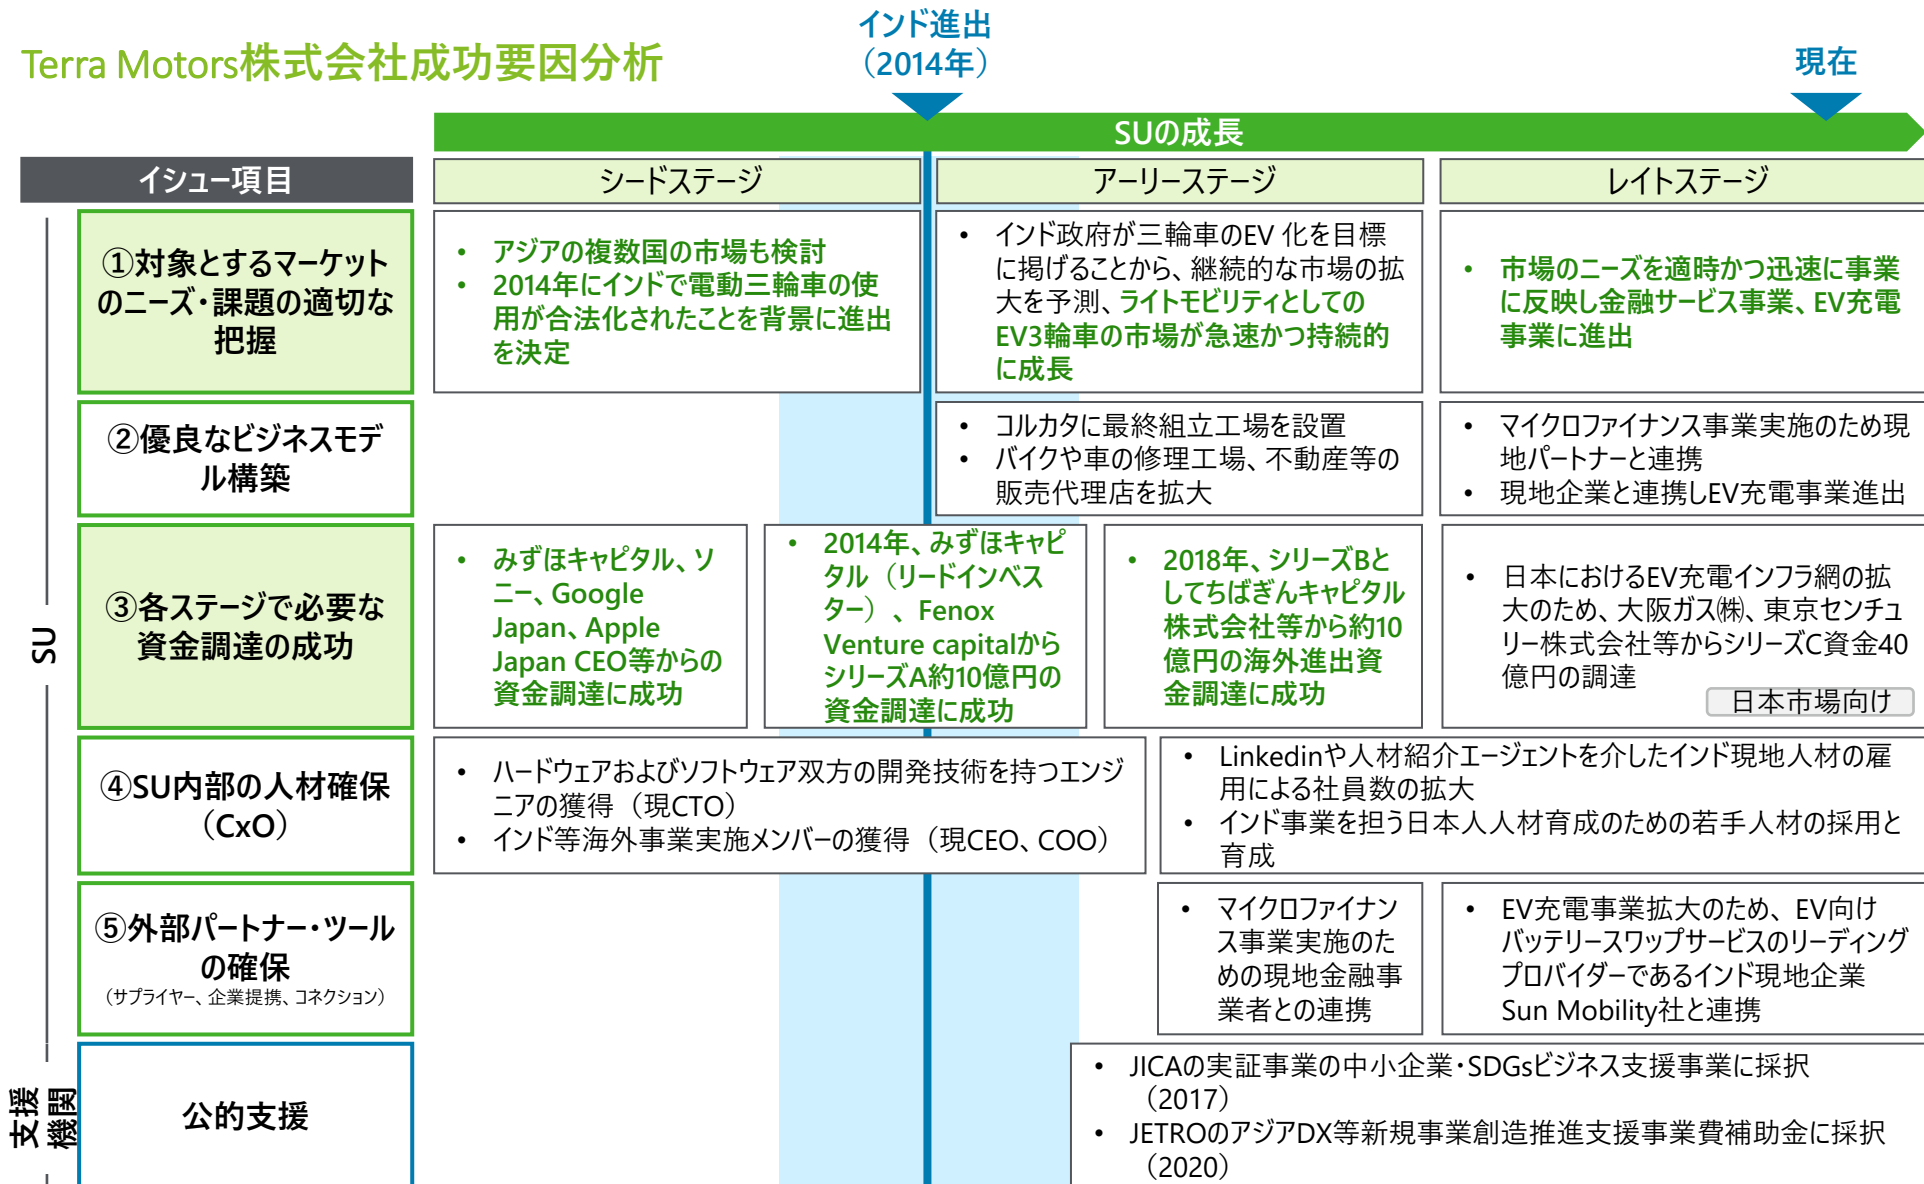 Terra Motors株式会社成功要因分析
インド進出
（2014年）
現在
SUの成長
イシュー項目
シードステージ
アーリーステージ
レイトステージ
SU
①対象とするマーケット
のニーズ・課題の適切な
把握
• アジアの複数国の市場も検討
• 2014年にインドで電動三輪車の使
用が合法化されたことを背景に進出
を決定
• インド政府が三輪車のEV 化を目標
に掲げることから、継続的な市場の拡
大を予測、ライトモビリティとしての
EV3輪車の市場が急速かつ持続的
に成長
• 市場のニーズを適時かつ迅速に事業
に反映し金融サービス事業、EV充電
事業に進出
②優良なビジネスモデ
ル構築
• コルカタに最終組立工場を設置
• バイクや車の修理工場、不動産等の
販売代理店を拡大
• マイクロファイナンス事業実施のため現
地パートナーと連携
• 現地企業と連携しEV充電事業進出
③各ステージで必要な
資金調達の成功
• みずほキャピタル、ソ
ニー、Google
Japan、Apple
Japan CEO等からの
資金調達に成功
• 2014年、みずほキャピ
タル（リードインベス
ター）、Fenox
Venture capitalから
シリーズA約10億円の
資金調達に成功
• 2018年、シリーズBと
してちばぎんキャピタル
株式会社等から約10
億円の海外進出資
金調達に成功
• 日本におけるEV充電インフラ網の拡
大のため、大阪ガス㈱、東京センチュ
リー株式会社等からシリーズC資金40
億円の調達
日本市場向け
④SU内部の人材確保
（CxO）
• ハードウェアおよびソフトウェア双方の開発技術を持つエンジ
ニアの獲得（現CTO）
• インド等海外事業実施メンバーの獲得（現CEO、COO）
• Linkedinや人材紹介エージェントを介したインド現地人材の雇
用による社員数の拡大
• インド事業を担う日本人人材育成のための若手人材の採用と
育成
⑤外部パートナー・ツール
の確保
（サプライヤー、企業提携、コネクション）
• マイクロファイナン
ス事業実施のた
めの現地金融事
業者との連携
• EV充電事業拡大のため、EV向け
バッテリースワップサービスのリーディング
プロバイダーであるインド現地企業
Sun Mobility社と連携
支援
機関
公的支援
• JICAの実証事業の中小企業・SDGsビジネス支援事業に採択
（2017）
• JETROのアジアDX等新規事業創造推進支援事業費補助金に採択
（2020）